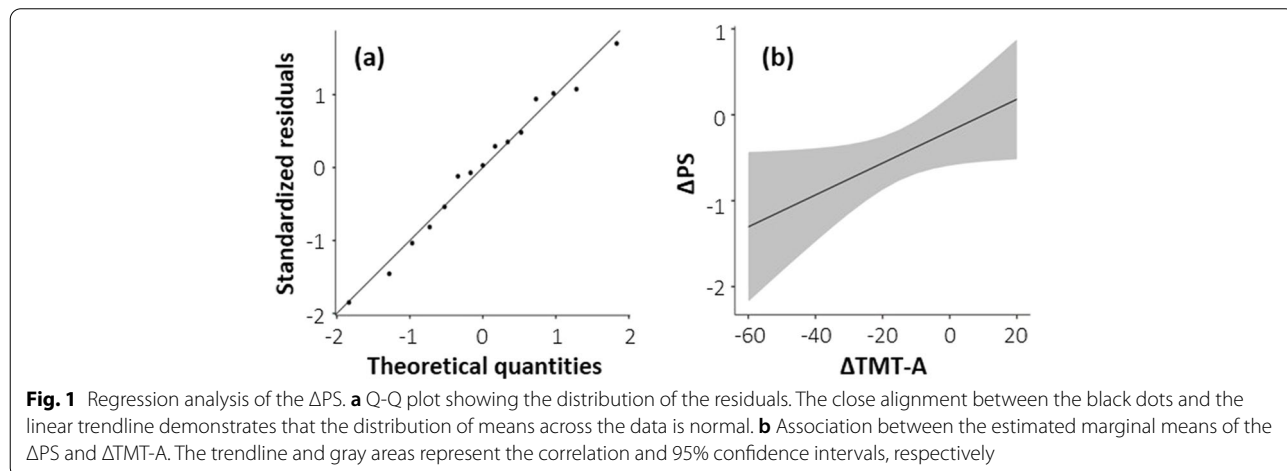 (a)
Standardized residuals
1
0
-1
-2
-2 -1 0 1 2
Theoretical quantities
(b)
ΔPS
1
0
-1
-2
-60 -40 -20 0 20
ΔTMT-A
Fig. 1 Regression analysis of the ΔPS. a Q-Q plot showing the distribution of the residuals. The close alignment between the black dots and the
linear trendline demonstrates that the distribution of means across the data is normal. b Association between the estimated marginal means of the
ΔPS and ΔTMT-A. The trendline and gray areas represent the correlation and 95% confidence intervals, respectively